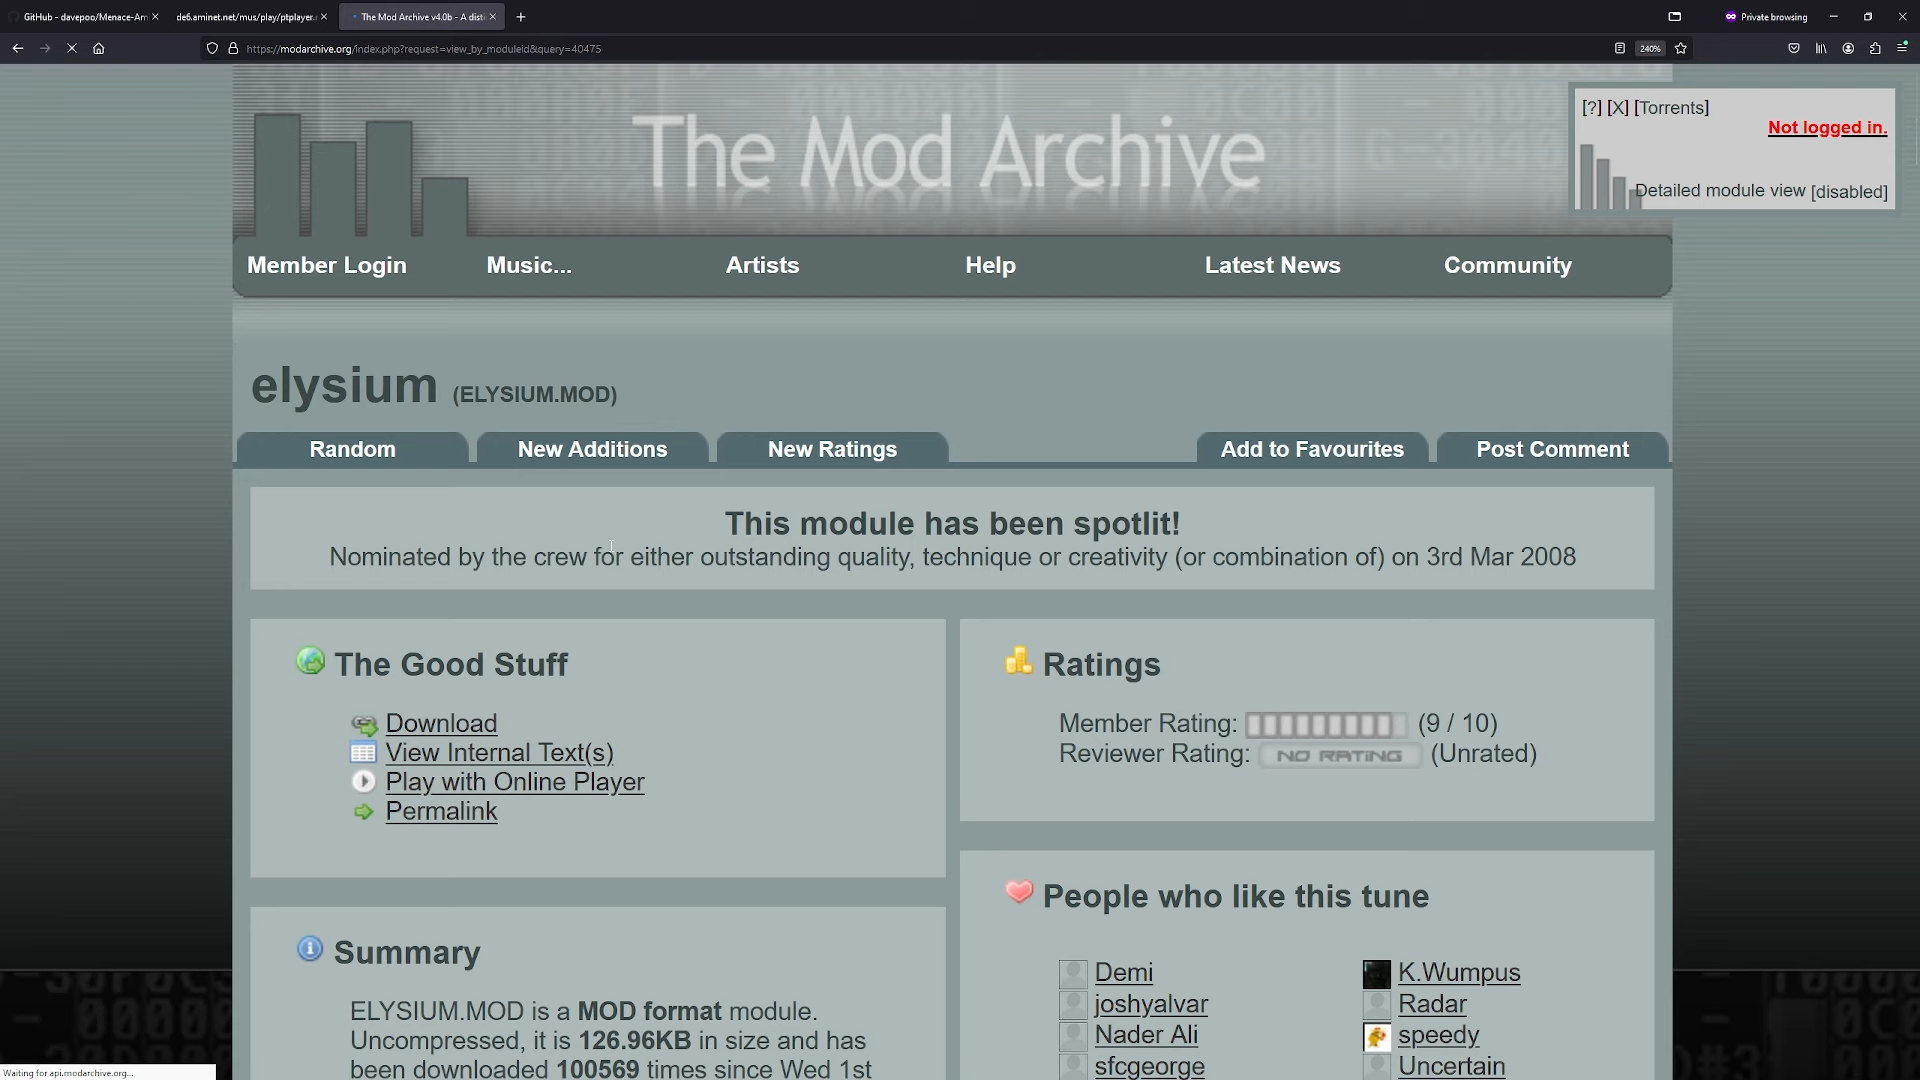 GitHub - davepoo/Menace-Am
de6.aminet.net/mus/play/ptplayer.
The Mod Archive v4.0b - A disti
Private browsing
https://modarchive.org/index.php?request=view_by_moduleid&query=40475
240%
The Mod Archive
[?] [X] [Torrents]
Not logged in.
Detailed module view [disabled]
Member Login
Music...
Artists
Help
Latest News
Community
elysium (ELYSIUM.MOD)
Random
New Additions
New Ratings
Add to Favourites
Post Comment
This module has been spotlit!
Nominated by the crew for either outstanding quality, technique or creativity (or combination of) on 3rd Mar 2008
The Good Stuff
Download
View Internal Text(s)
Play with Online Player
Permalink
Ratings
Member Rating: (9 / 10)
Reviewer Rating: NO RATING (Unrated)
People who like this tune
Demi
K.Wumpus
joshyalvar
Radar
Nader Ali
speedy
sfcgeorge
Uncertain
Summary
ELYSIUM.MOD is a MOD format module.
Uncompressed, it is 126.96KB in size and has
been downloaded 100569 times since Wed 1st
Waiting for api.modarchive.org...